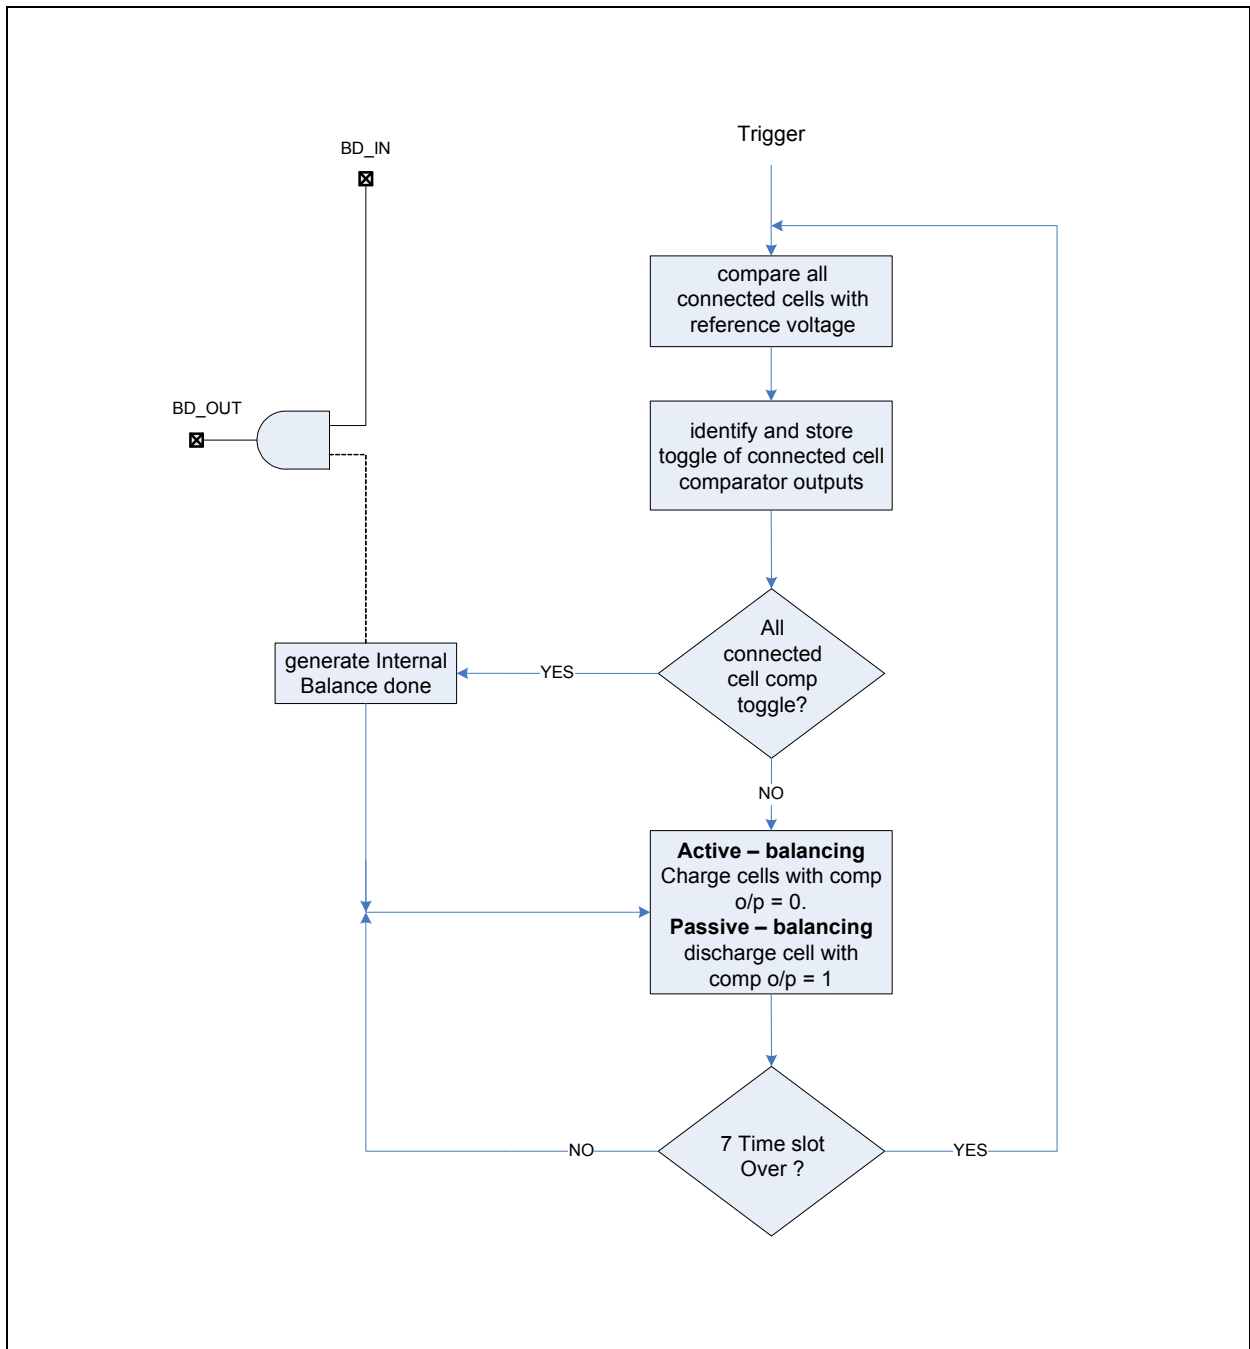 Trigger
BD_IN
compare all
connected cells with
reference voltage
BD_OUT
identify and store
toggle of connected cell
comparator outputs
All
connected
cell comp
toggle?
YES
generate Internal
Balance done
NO
Active – balancing
Charge cells with comp
o/p = 0.
Passive – balancing
discharge cell with
comp o/p = 1
7 Time slot
Over ?
NO
YES